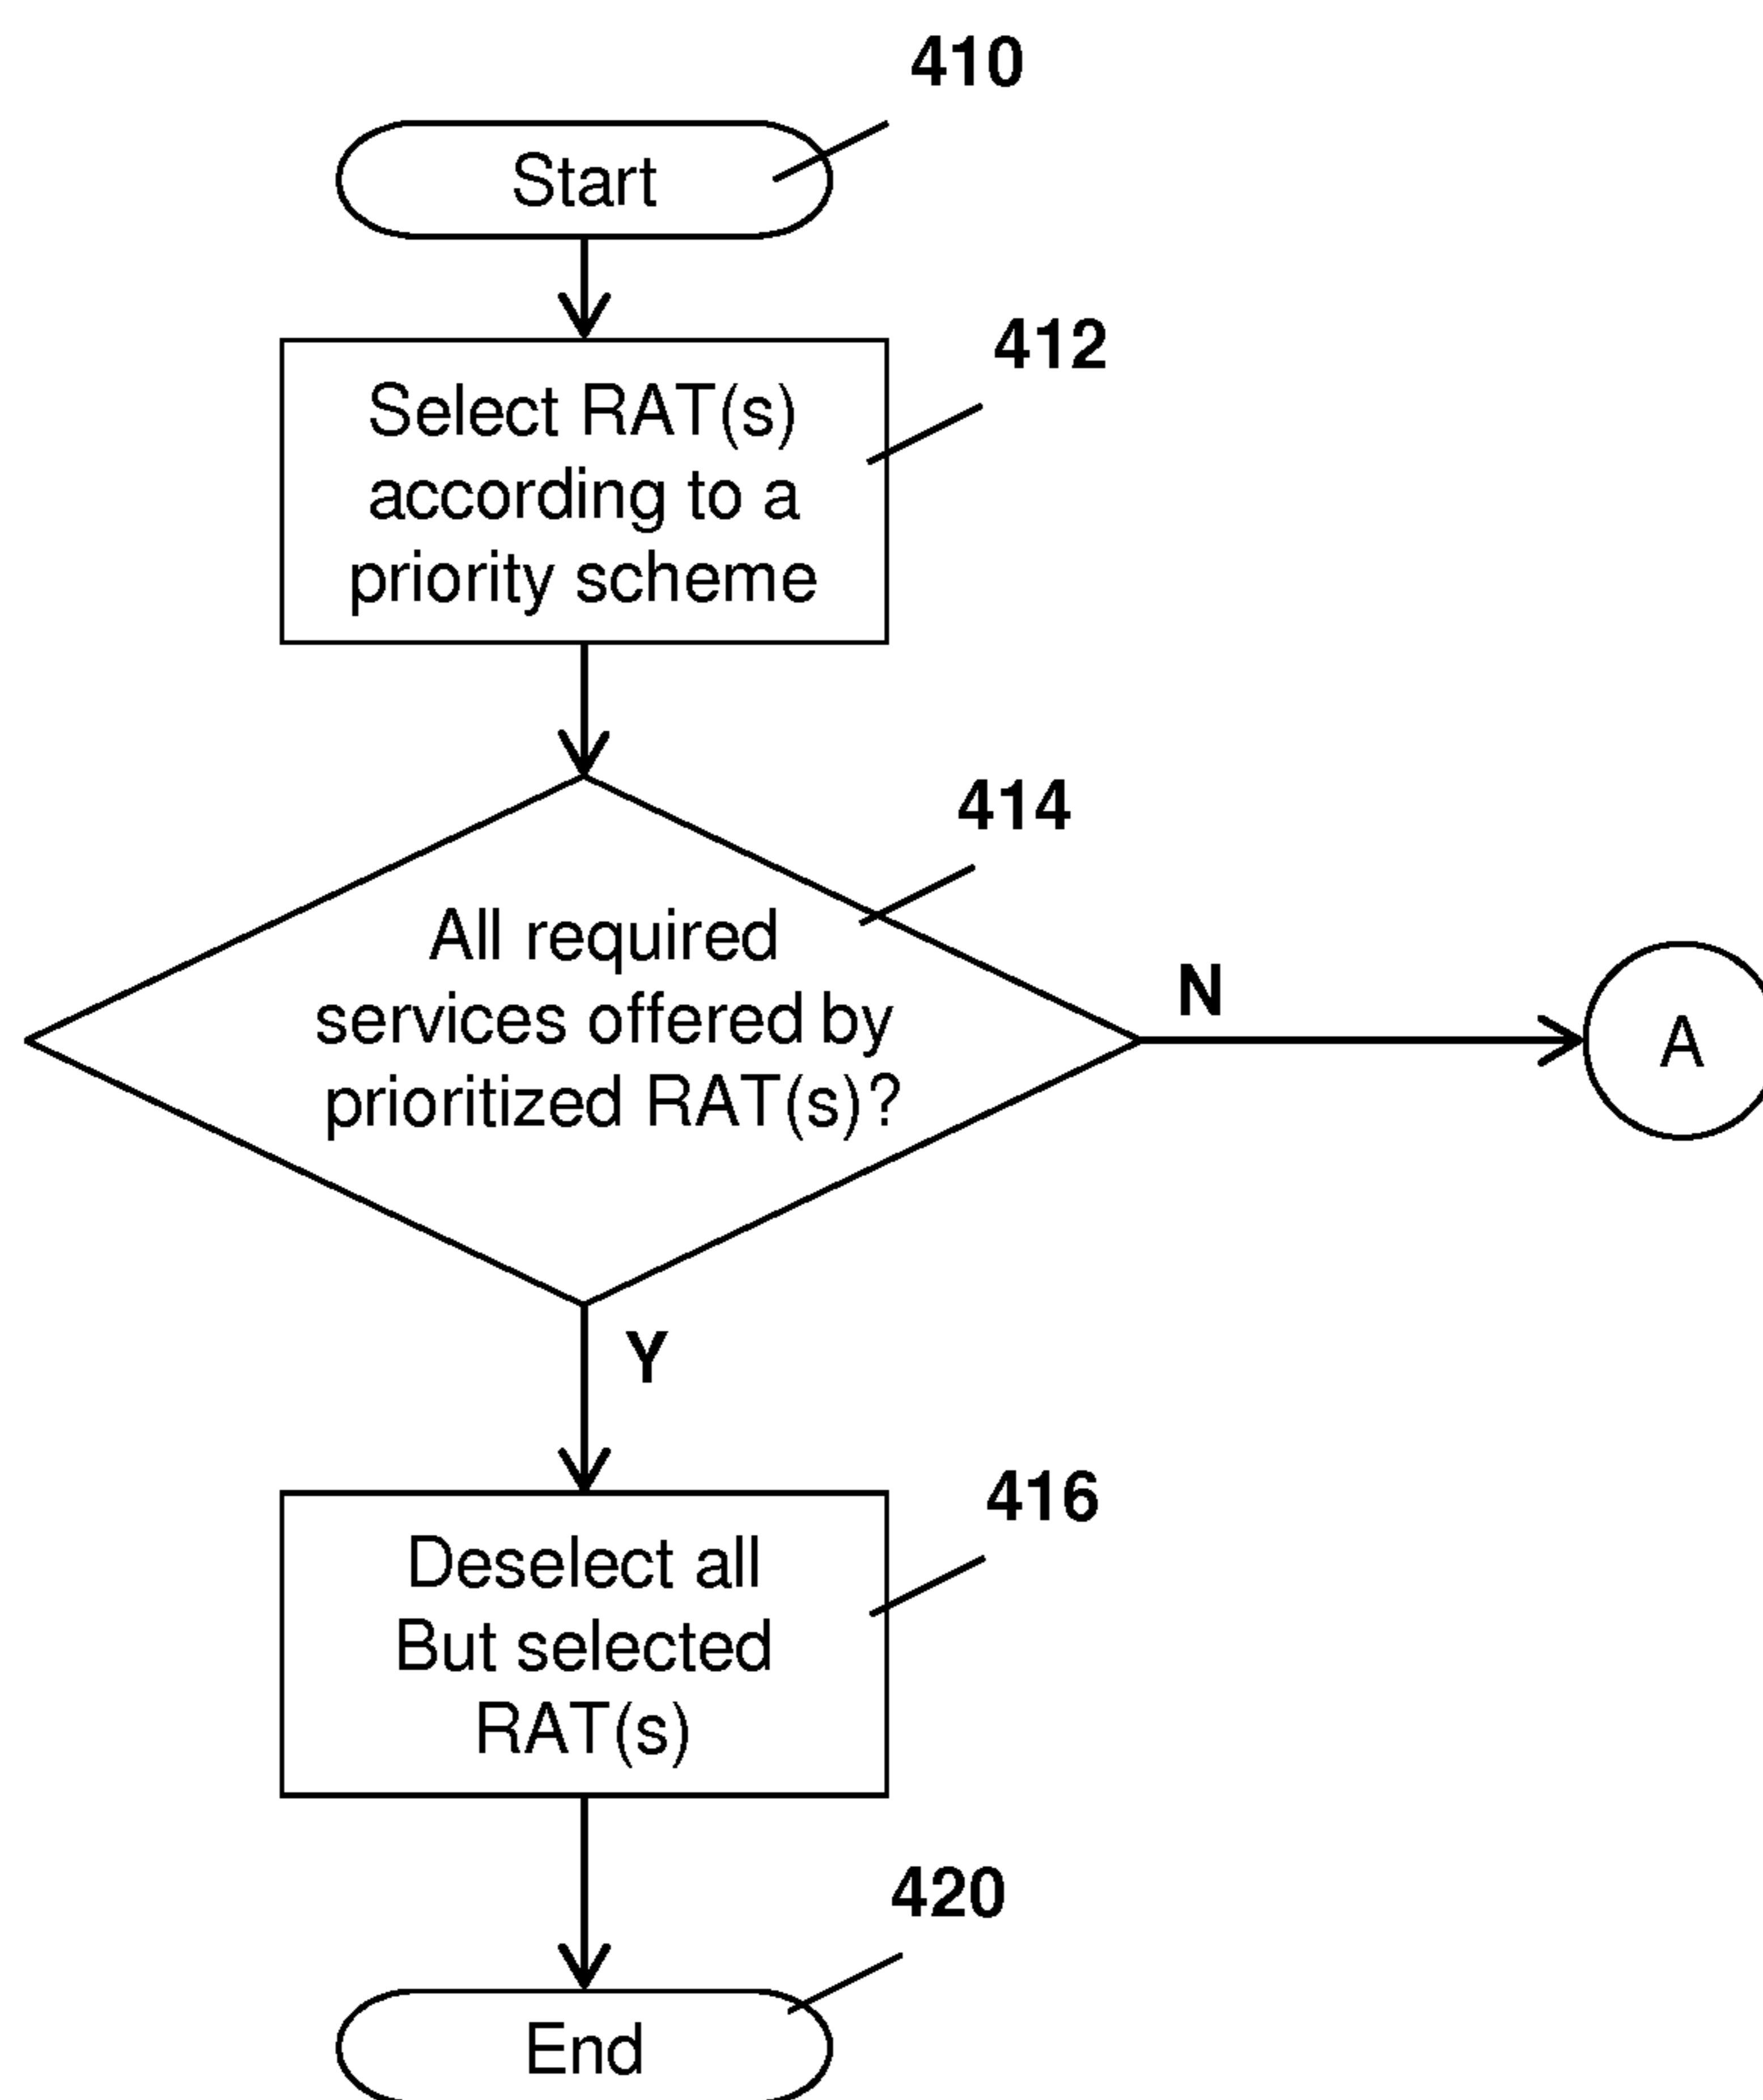 410
Start
412
Select RAT(s)
according to a
priority scheme
414
All required
services offered by
prioritized RAT(s)?
N
A
Y
416
Deselect all
But selected
RAT(s)
420
End